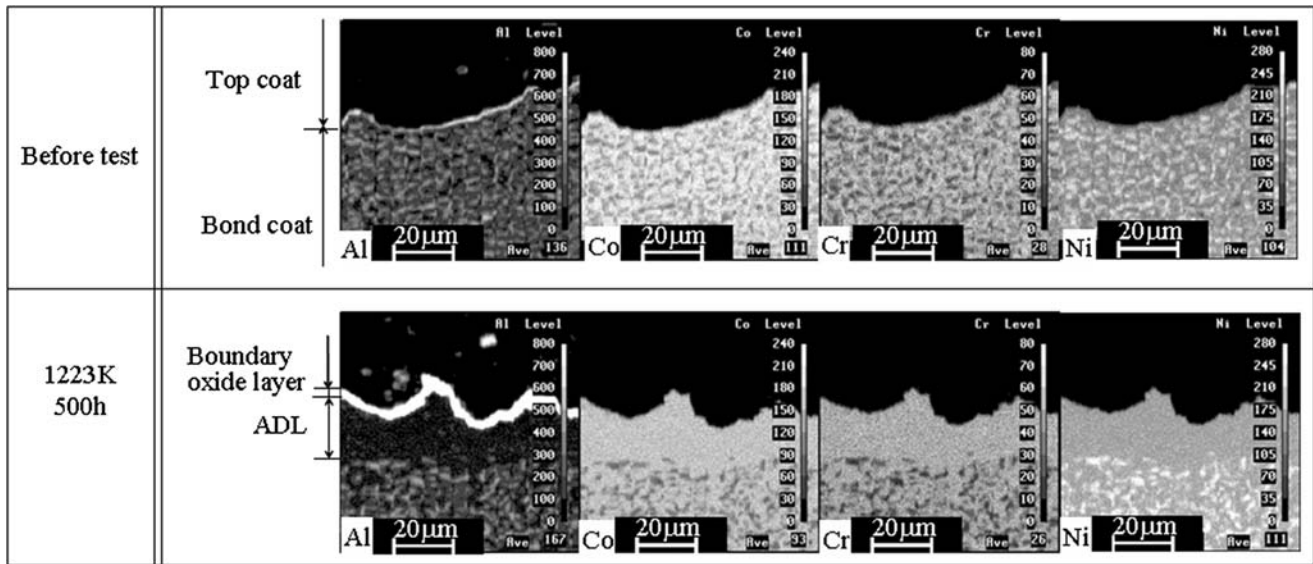 Before test
Top coat
Bond coat
Al Level
800
700
600
500
400
300
200
100
0
Al
20μm
Ave 136
Co Level
240
210
180
150
120
90
60
30
0
Co
20μm
Ave 111
Cr Level
80
70
60
50
40
30
20
10
0
Cr
20μm
Ave 28
Ni Level
280
245
210
175
140
105
70
35
0
Ni
20μm
Ave 104
1223K
500h
Boundary
oxide layer
ADL
Al Level
800
700
600
500
400
300
200
100
0
Al
20μm
Ave 167
Co Level
240
210
180
150
120
90
60
30
0
Co
20μm
Ave 93
Cr Level
80
70
60
50
40
30
20
10
0
Cr
20μm
Ave 26
Ni Level
280
245
210
175
140
105
70
35
0
Ni
20μm
Ave 111